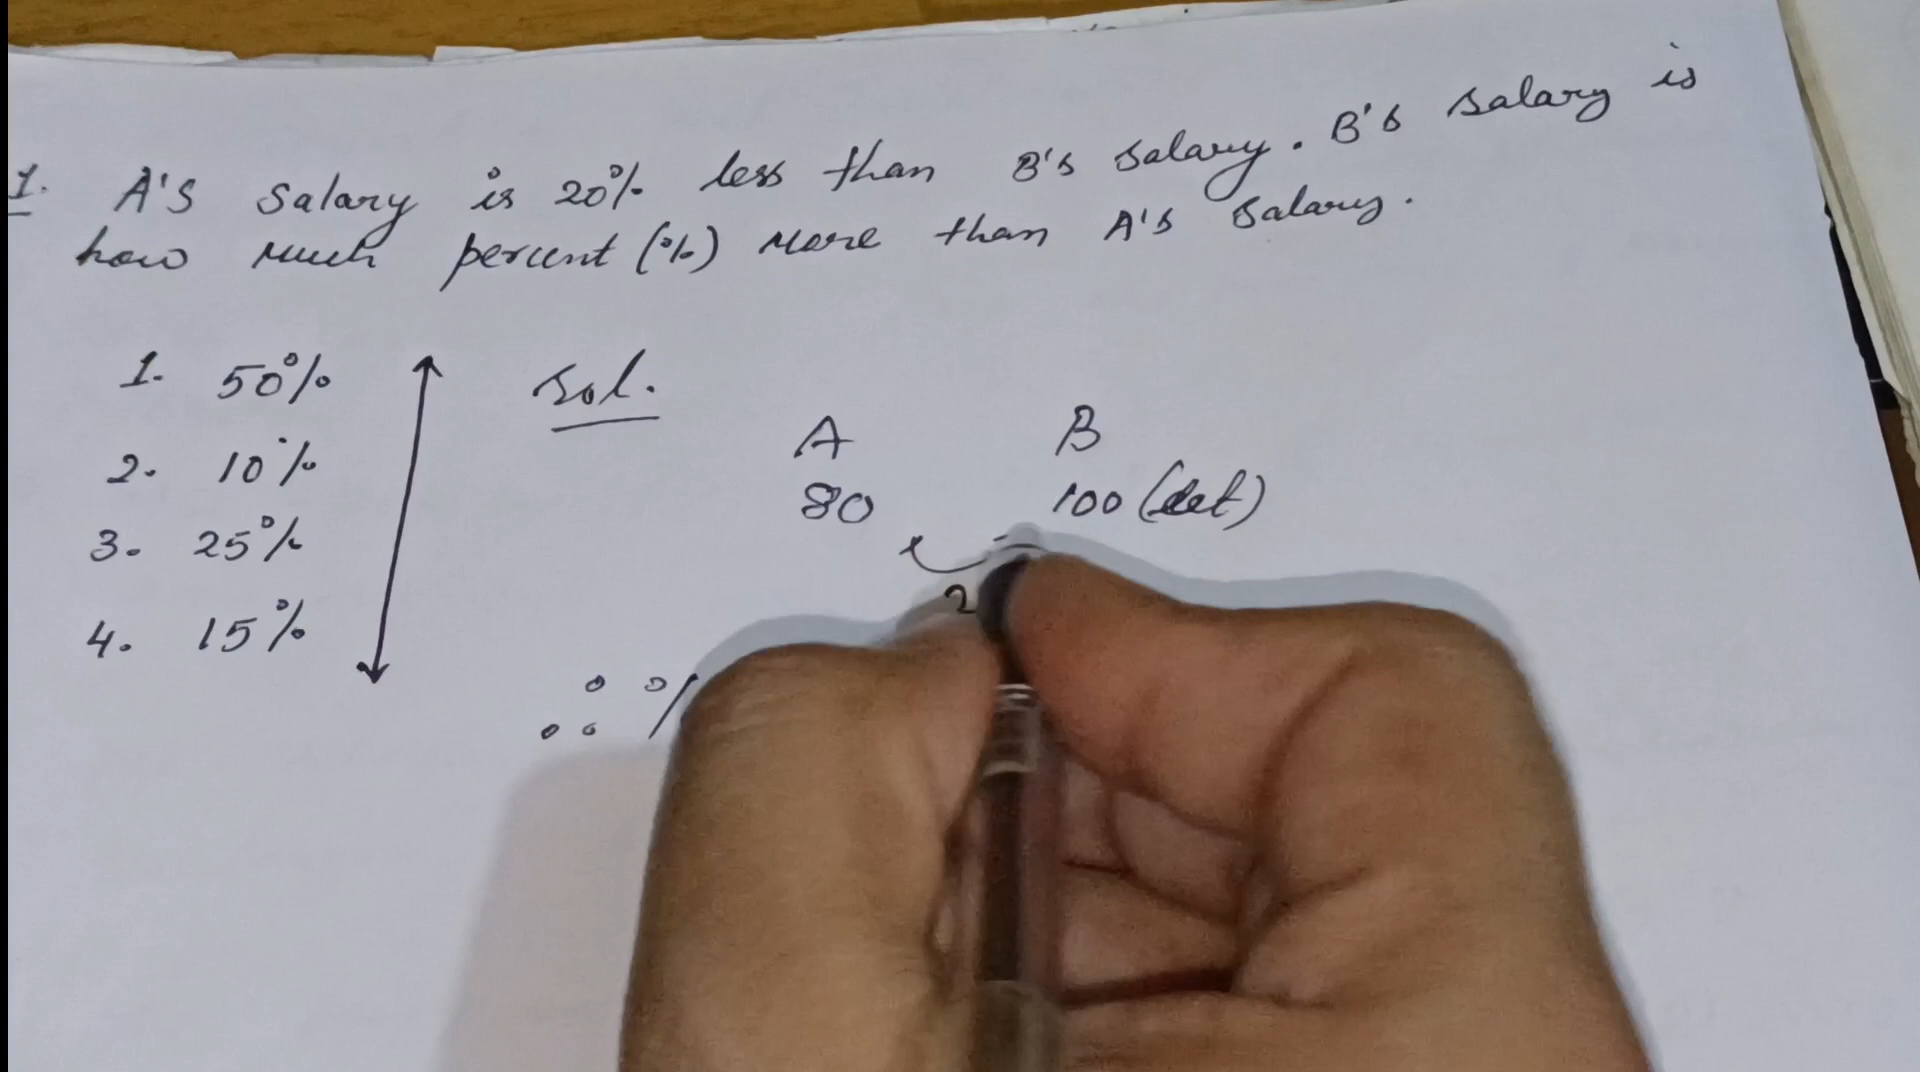 1. A'S Salary is 20% less than B's salary. B's salary is
how much percent (%) more than A's salary.
1. 50%
2. 10%
3. 25%
4. 15%
Sol.
A B
80 100 (let)
2
∴ %